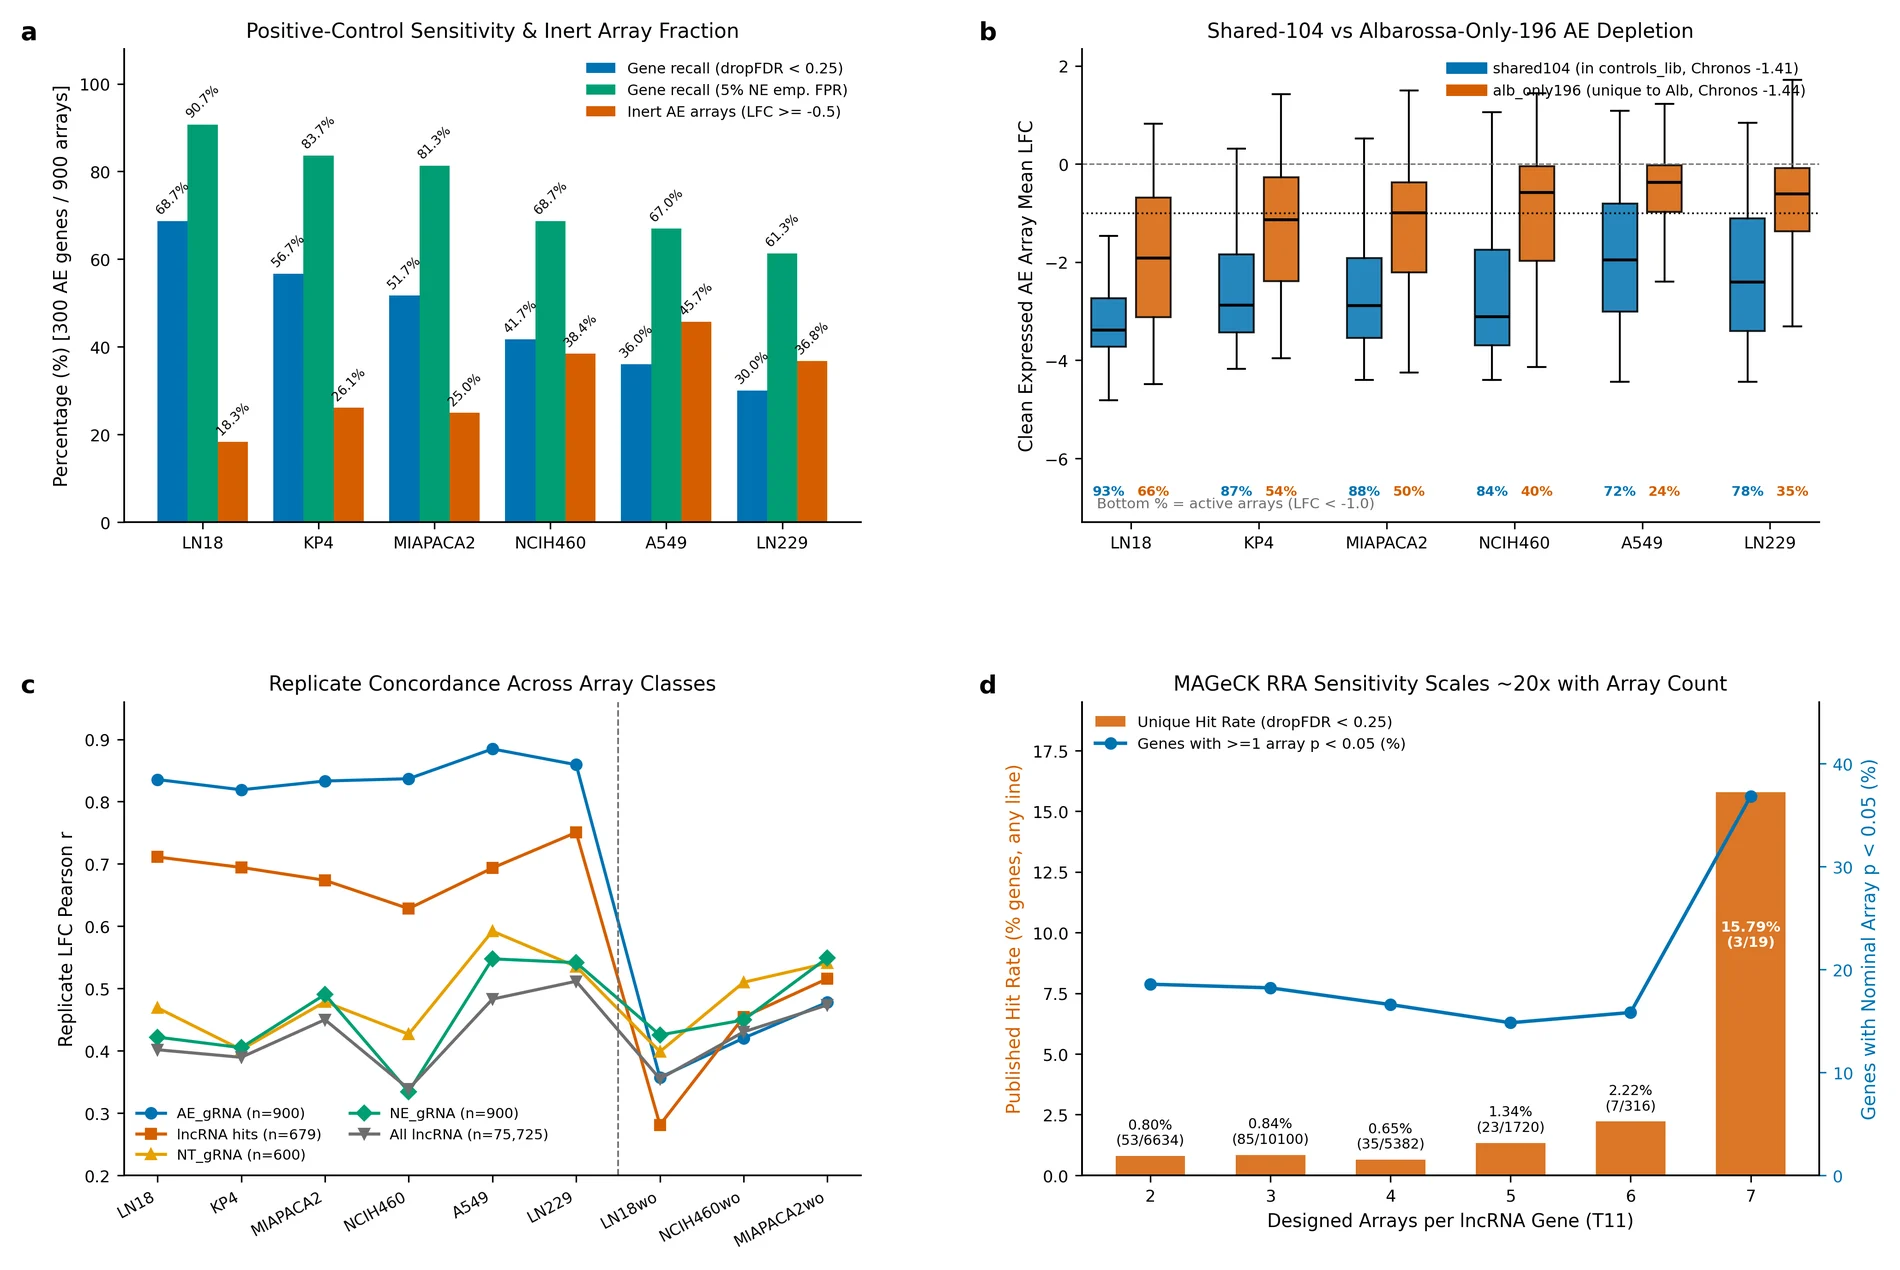 a
Positive-Control Sensitivity & Inert Array Fraction
Percentage (%) [300 AE genes / 900 arrays]
100
80
60
40
20
0
Gene recall (dropFDR < 0.25)
Gene recall (5% NE emp. FPR)
Inert AE arrays (LFC >= -0.5)
68.7%
90.7%
18.3%
56.7%
83.7%
26.1%
51.7%
81.3%
25.0%
41.7%
68.7%
38.4%
36.0%
67.0%
45.7%
30.0%
61.3%
36.8%
LN18
KP4
MIAPACA2
NCIH460
A549
LN229
b
Shared-104 vs Albarossa-Only-196 AE Depletion
Clean Expressed AE Array Mean LFC
2
0
−2
−4
−6
shared104 (in controls_lib, Chronos -1.41)
alb_only196 (unique to Alb, Chronos -1.44)
93% 66% 87% 54% 88% 50% 84% 40% 72% 24% 78% 35%
Bottom % = active arrays (LFC < -1.0)
LN18
KP4
MIAPACA2
NCIH460
A549
LN229
c
Replicate Concordance Across Array Classes
Replicate LFC Pearson r
0.9
0.8
0.7
0.6
0.5
0.4
0.3
0.2
AE_gRNA (n=900)
lncRNA hits (n=679)
NT_gRNA (n=600)
NE_gRNA (n=900)
All lncRNA (n=75,725)
LN18
KP4
MIAPACA2
NCIH460
A549
LN229
LN18wo
NCIH460wo
MIAPACA2wo
d
MAGeCK RRA Sensitivity Scales ~20x with Array Count
Published Hit Rate (% genes, any line)
17.5
15.0
12.5
10.0
7.5
5.0
2.5
0.0
Unique Hit Rate (dropFDR < 0.25)
Genes with >=1 array p < 0.05 (%)
0.80%
(53/6634)
0.84%
(85/10100)
0.65%
(35/5382)
1.34%
(23/1720)
2.22%
(7/316)
15.79%
(3/19)
40
30
20
10
0
Genes with Nominal Array p < 0.05 (%)
2
3
4
5
6
7
Designed Arrays per lncRNA Gene (T11)